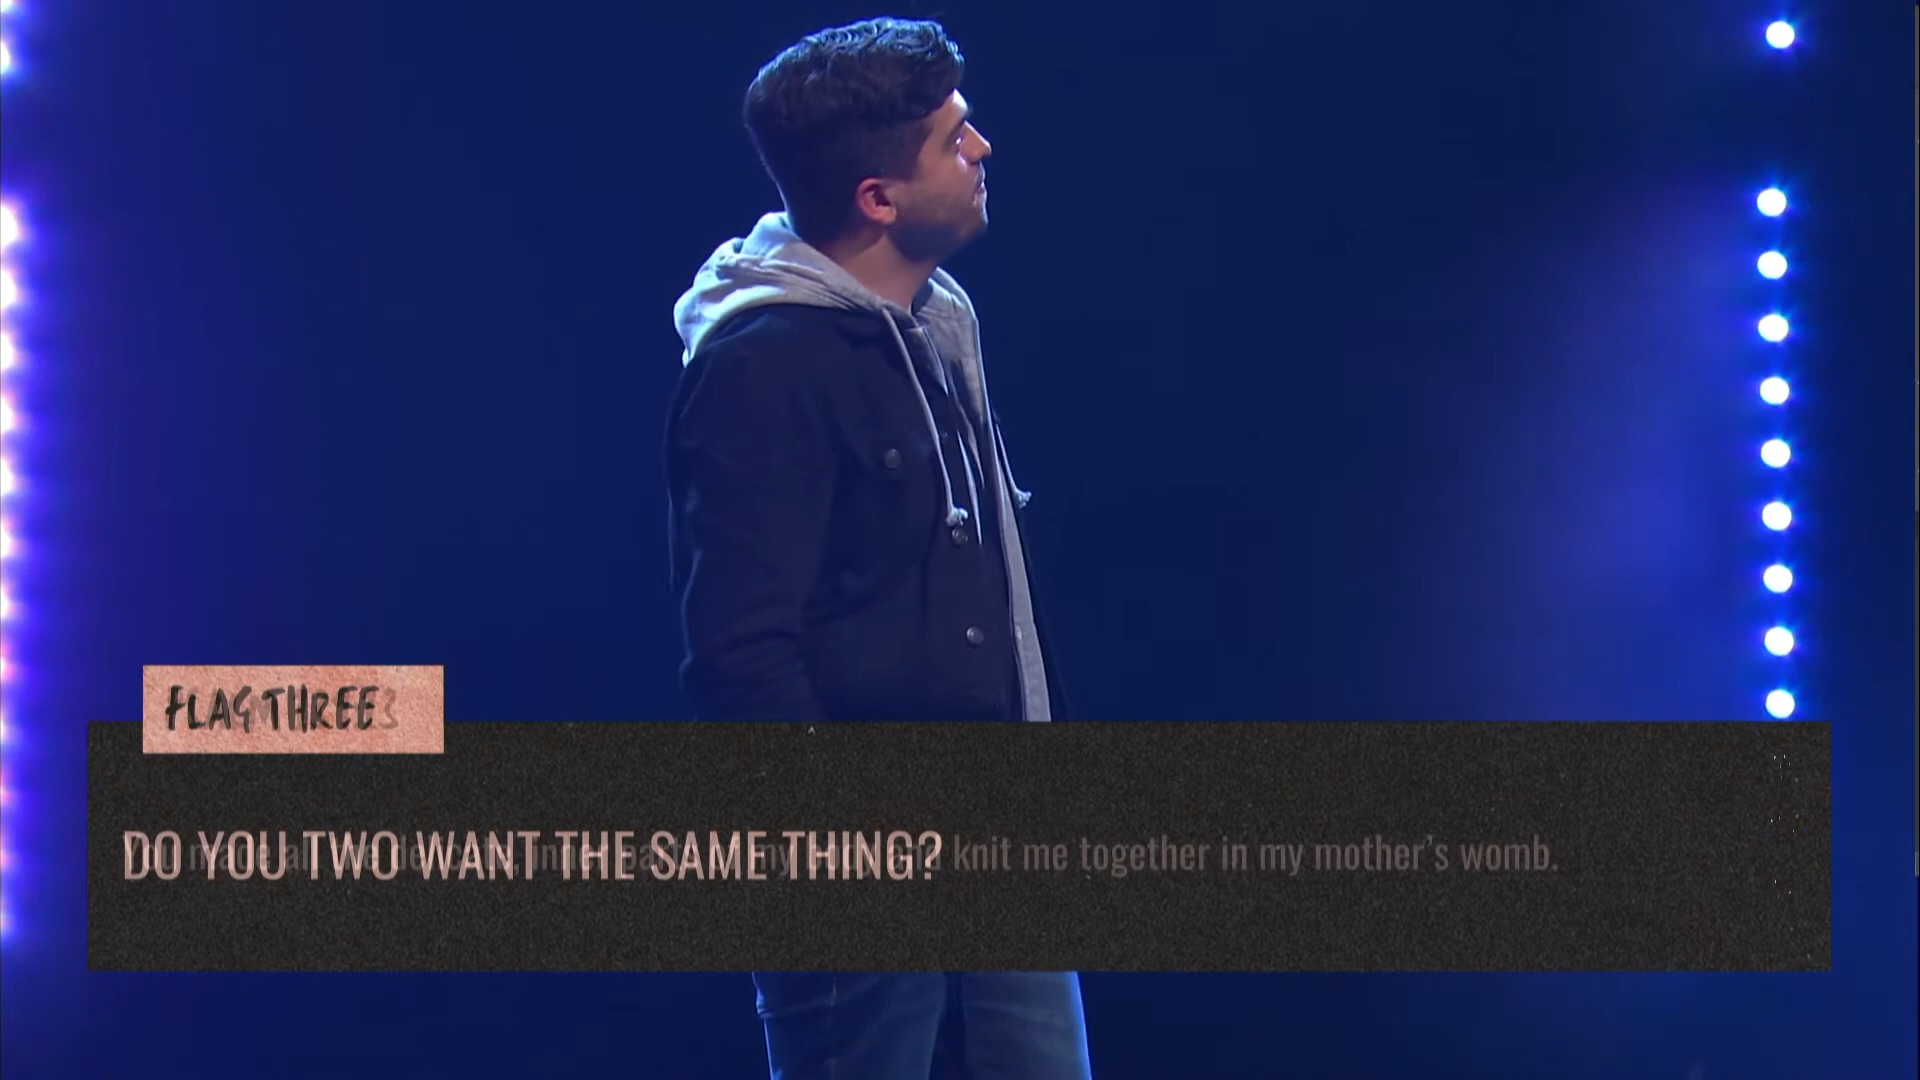 FLAG THREE
DO YOU TWO WANT THE SAME THING?
knit me together in my mother's womb.